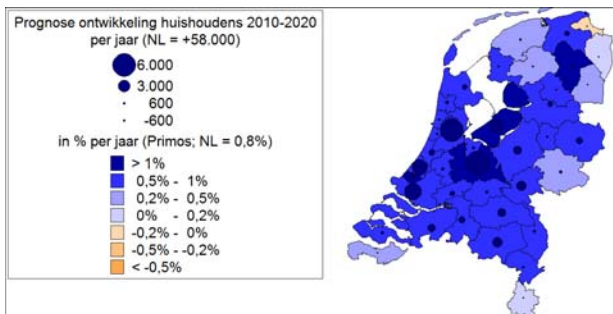 Prognose ontwikkeling huishoudens 2010-2020
per jaar (NL = +58.000)
6.000
3.000
600
-600
in % per jaar (Primos; NL = 0,8%)
> 1%
0,5% - 1%
0,2% - 0,5%
0% - 0,2%
-0,2% - 0%
-0,5% - -0,2%
< -0,5%